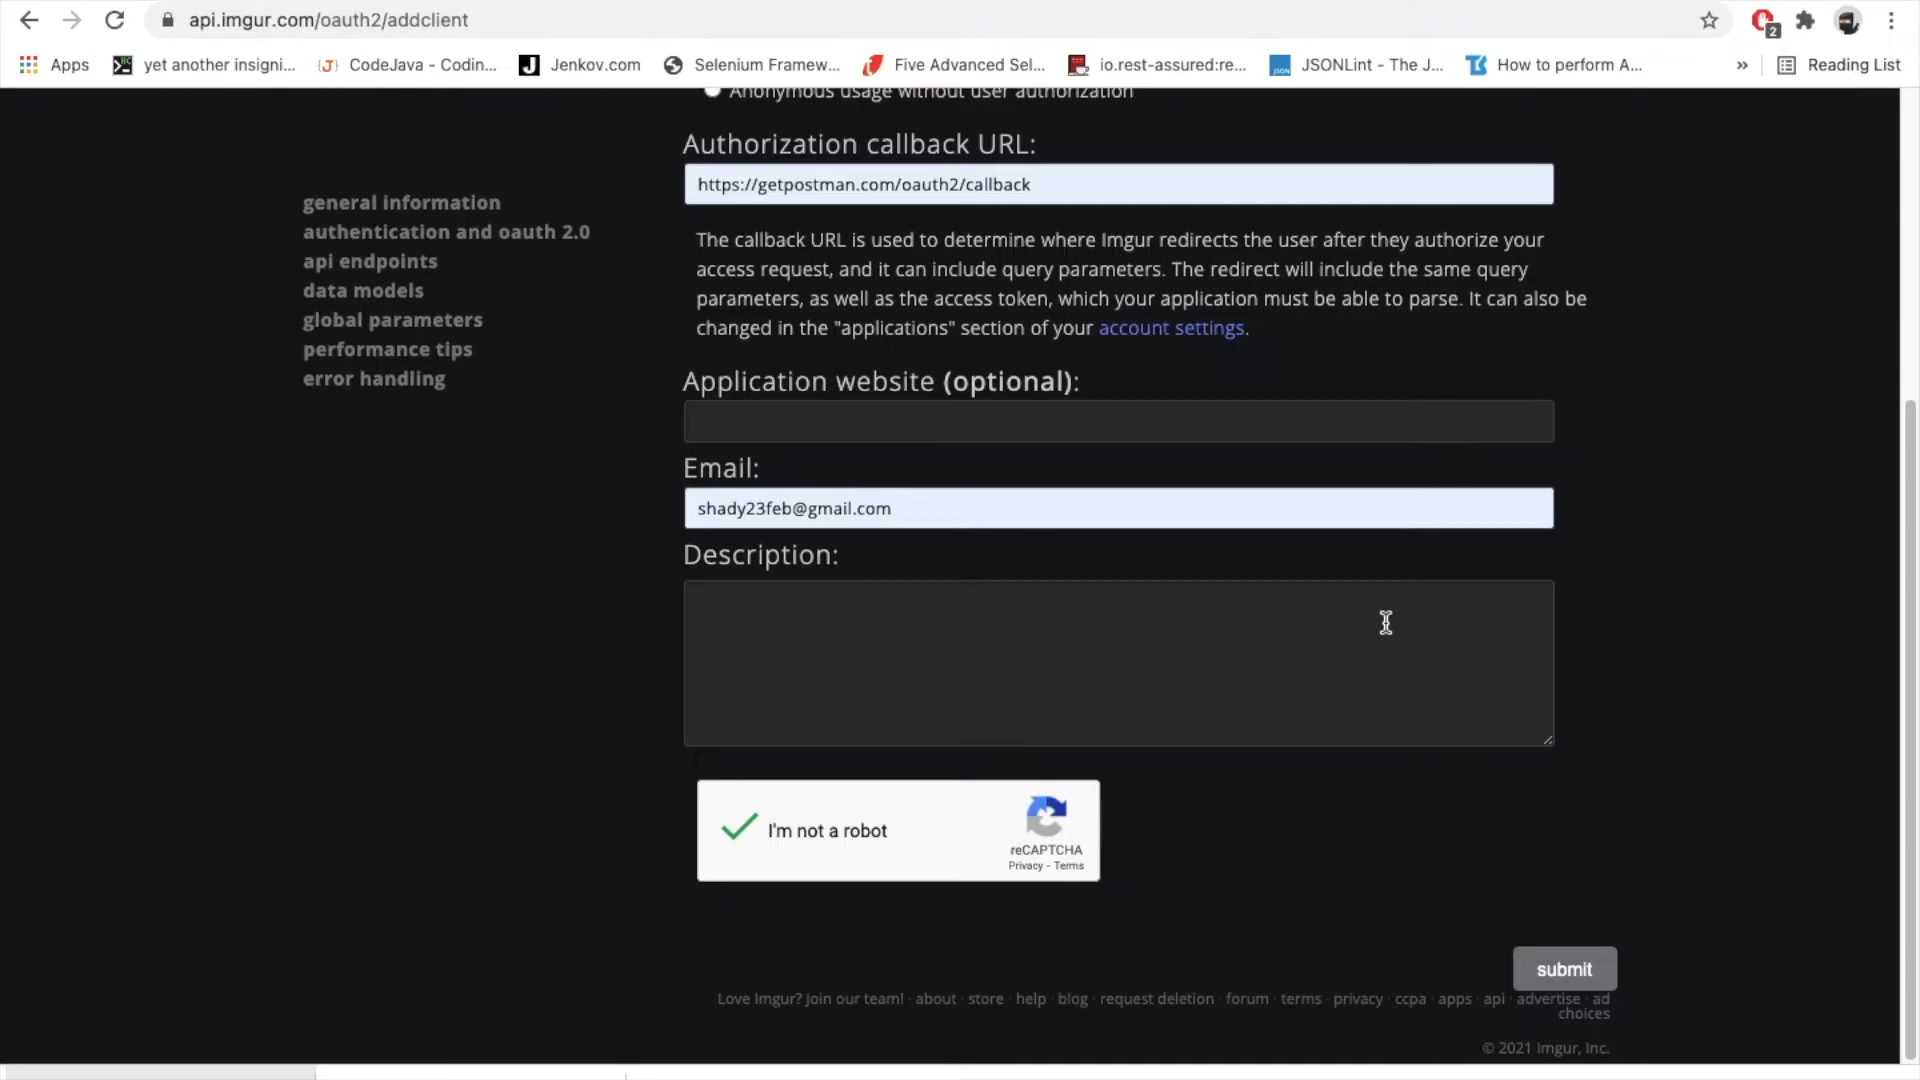 api.imgur.com/oauth2/addclient
2
Apps yet another insigni... CodeJava - Codin... Jenkov.com Selenium Framew... Five Advanced Sel... io.rest-assured:re... JSONLint - The J... How to perform A... » Reading List
Anonymous usage without user authorization
Authorization callback URL:
https://getpostman.com/oauth2/callback
general information
authentication and oauth 2.0
api endpoints
data models
global parameters
performance tips
error handling
The callback URL is used to determine where Imgur redirects the user after they authorize your
access request, and it can include query parameters. The redirect will include the same query
parameters, as well as the access token, which your application must be able to parse. It can also be
changed in the "applications" section of your account settings.
Application website (optional):
Email:
shady23feb@gmail.com
Description:
I'm not a robot
reCAPTCHA
Privacy - Terms
submit
Love Imgur? Join our team! · about · store · help · blog · request deletion · forum · terms · privacy · ccpa · apps · api · advertise · ad
choices
© 2021 Imgur, Inc.